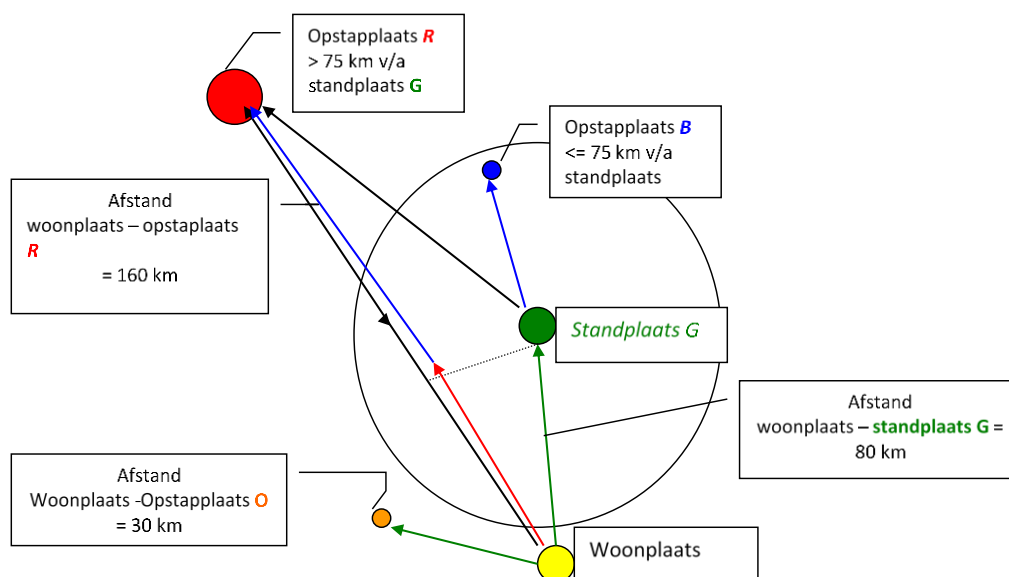 Opstapplaats R
> 75 km v/a
standplaats G
Opstapplaats B
<= 75 km v/a
standplaats
Afstand
woonplaats – opstaplaats
R
= 160 km
Standplaats G
Afstand
woonplaats – standplaats G =
80 km
Afstand
Woonplaats -Opstapplaats O
= 30 km
Woonplaats